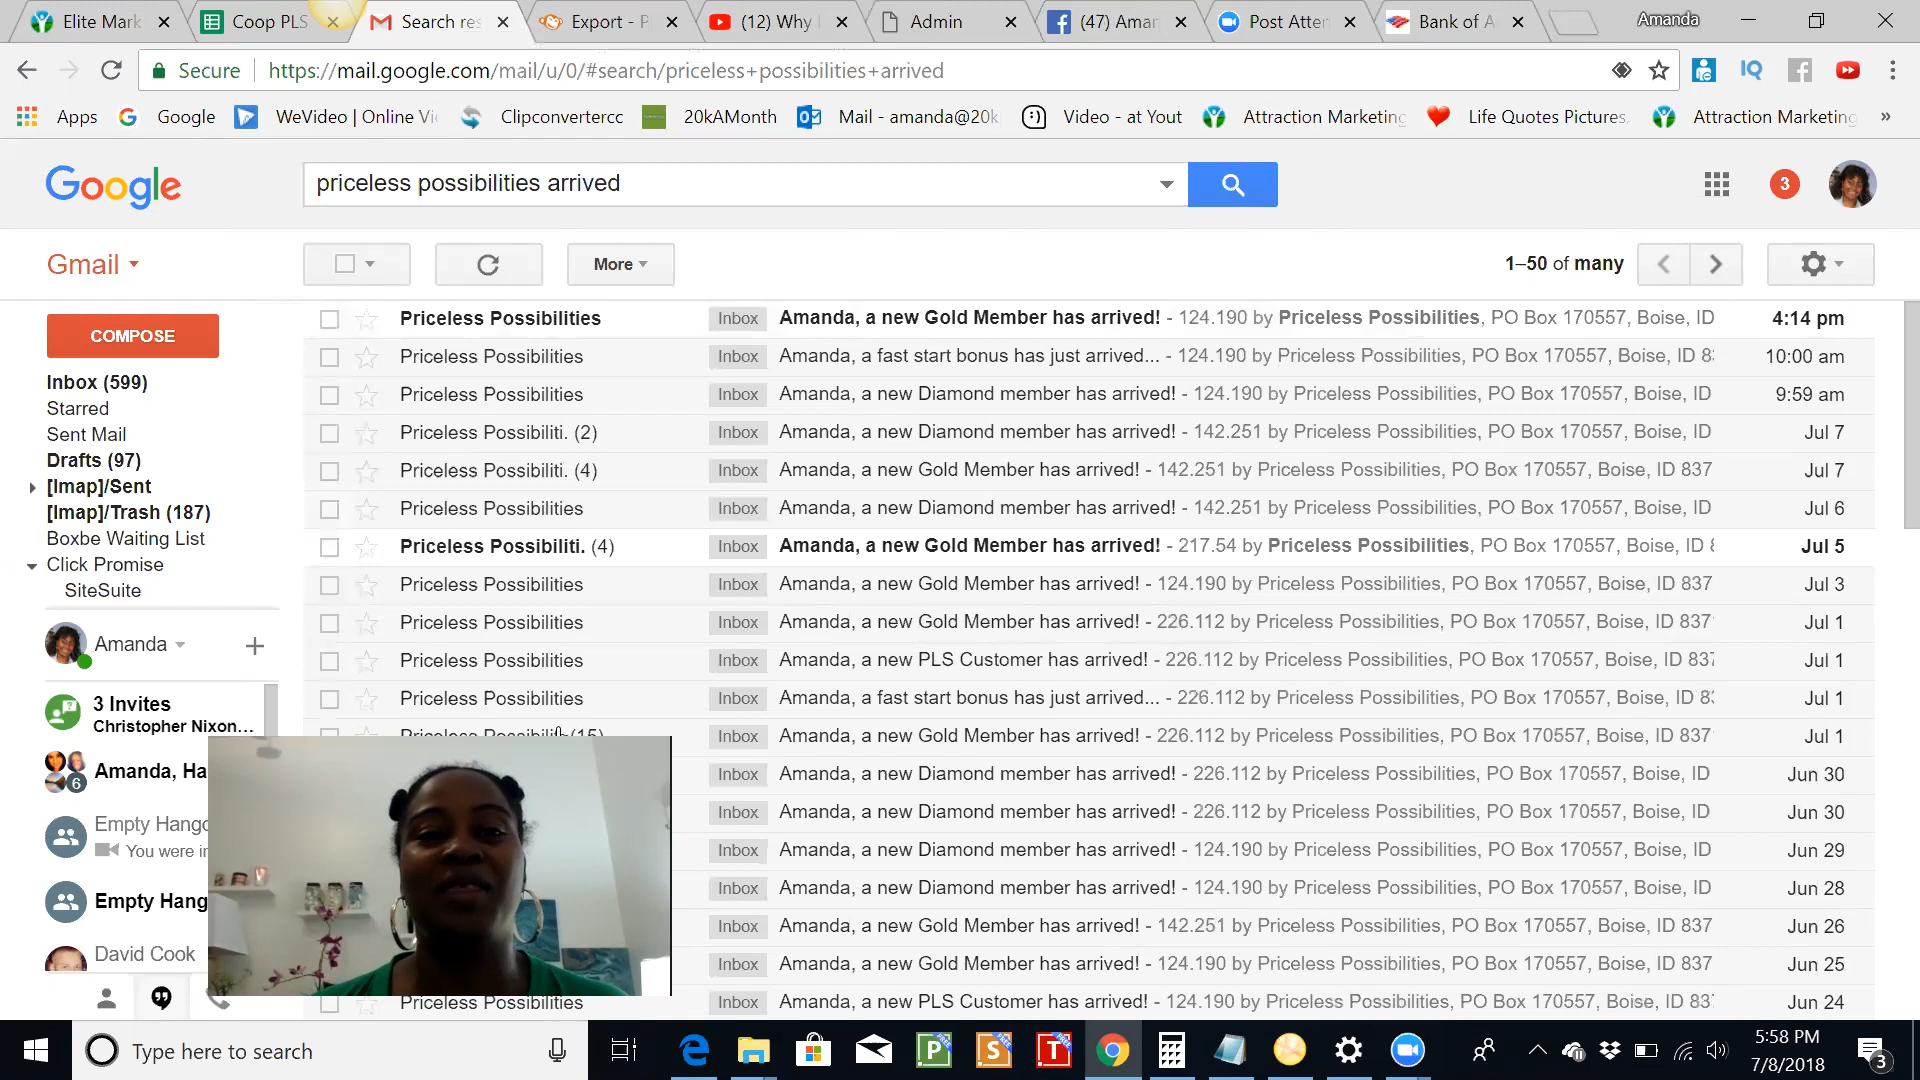 Elite Mark
Coop PLS
Search res
Export - P
(12) Why
Admin
(47) Aman
Post Atter
Bank of A
Amanda
Secure
https://mail.google.com/mail/u/0/#search/priceless+possibilities+arrived
Apps
Google
WeVideo | Online Vi
Clipconvertercc
20kAMonth
Mail - amanda@20k
Video - at Yout
Attraction Marketing
Life Quotes Pictures,
Attraction Marketing
Google
priceless possibilities arrived
3
Gmail
More
1–50 of many
COMPOSE
Inbox (599)
Starred
Sent Mail
Drafts (97)
[Imap]/Sent
[Imap]/Trash (187)
Boxbe Waiting List
Click Promise
SiteSuite
Amanda
3 Invites
Christopher Nixon...
Amanda, Ha
6
Empty Hango
You were in
Empty Hang
David Cook
Priceless Possibilities Inbox Amanda, a new Gold Member has arrived! - 124.190 by Priceless Possibilities, PO Box 170557, Boise, ID 4:14 pm
Priceless Possibilities Inbox Amanda, a fast start bonus has just arrived... - 124.190 by Priceless Possibilities, PO Box 170557, Boise, ID 8 10:00 am
Priceless Possibilities Inbox Amanda, a new Diamond member has arrived! - 124.190 by Priceless Possibilities, PO Box 170557, Boise, ID 9:59 am
Priceless Possibiliti. (2) Inbox Amanda, a new Diamond member has arrived! - 142.251 by Priceless Possibilities, PO Box 170557, Boise, ID Jul 7
Priceless Possibiliti. (4) Inbox Amanda, a new Gold Member has arrived! - 142.251 by Priceless Possibilities, PO Box 170557, Boise, ID 837 Jul 7
Priceless Possibilities Inbox Amanda, a new Diamond member has arrived! - 142.251 by Priceless Possibilities, PO Box 170557, Boise, ID Jul 6
Priceless Possibiliti. (4) Inbox Amanda, a new Gold Member has arrived! - 217.54 by Priceless Possibilities, PO Box 170557, Boise, ID 8 Jul 5
Priceless Possibilities Inbox Amanda, a new Gold Member has arrived! - 124.190 by Priceless Possibilities, PO Box 170557, Boise, ID 837 Jul 3
Priceless Possibilities Inbox Amanda, a new Gold Member has arrived! - 226.112 by Priceless Possibilities, PO Box 170557, Boise, ID 837 Jul 1
Priceless Possibilities Inbox Amanda, a new PLS Customer has arrived! - 226.112 by Priceless Possibilities, PO Box 170557, Boise, ID 837 Jul 1
Priceless Possibilities Inbox Amanda, a fast start bonus has just arrived... - 226.112 by Priceless Possibilities, PO Box 170557, Boise, ID 8 Jul 1
Priceless Possibiliti (15) Inbox Amanda, a new Gold Member has arrived! - 226.112 by Priceless Possibilities, PO Box 170557, Boise, ID 837 Jul 1
Inbox Amanda, a new Diamond member has arrived! - 226.112 by Priceless Possibilities, PO Box 170557, Boise, ID Jun 30
Inbox Amanda, a new Diamond member has arrived! - 226.112 by Priceless Possibilities, PO Box 170557, Boise, ID Jun 30
Inbox Amanda, a new Diamond member has arrived! - 124.190 by Priceless Possibilities, PO Box 170557, Boise, ID Jun 29
Inbox Amanda, a new Diamond member has arrived! - 124.190 by Priceless Possibilities, PO Box 170557, Boise, ID Jun 28
Inbox Amanda, a new Gold Member has arrived! - 142.251 by Priceless Possibilities, PO Box 170557, Boise, ID 837 Jun 26
Inbox Amanda, a new Gold Member has arrived! - 124.190 by Priceless Possibilities, PO Box 170557, Boise, ID 837 Jun 25
Priceless Possibilities Inbox Amanda, a new PLS Customer has arrived! - 124.190 by Priceless Possibilities, PO Box 170557, Boise, ID 837 Jun 24
Type here to search
5:58 PM
7/8/2018
3